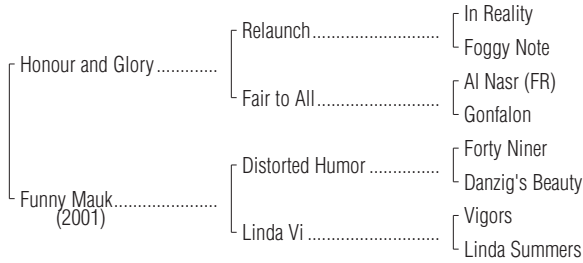 In Reality
Relaunch
Foggy Note
Honour and Glory
Al Nasr (FR)
Fair to All
Gonfalon
Forty Niner
Distorted Humor
Danzig's Beauty
Funny Mauk
(2001)
Vigors
Linda Vi
Linda Summers